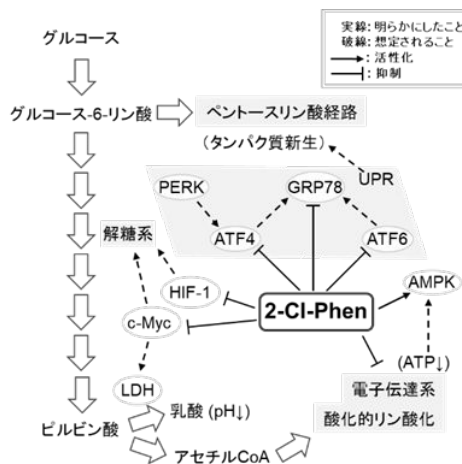 グルコース
実線: 明らかにしたこと
破線: 想定されること
: 活性化
: 抑制
グルコース-6-リン酸
ペントースリン酸経路
(タンパク質新生)
UPR
PERK
GRP78
ATF4
ATF6
解糖系
HIF-1
AMPK
2-Cl-Phen
c-Myc
(ATP↓)
LDH
電子伝達系
酸化的リン酸化
乳酸 (pH↓)
ピルビン酸
アセチルCoA